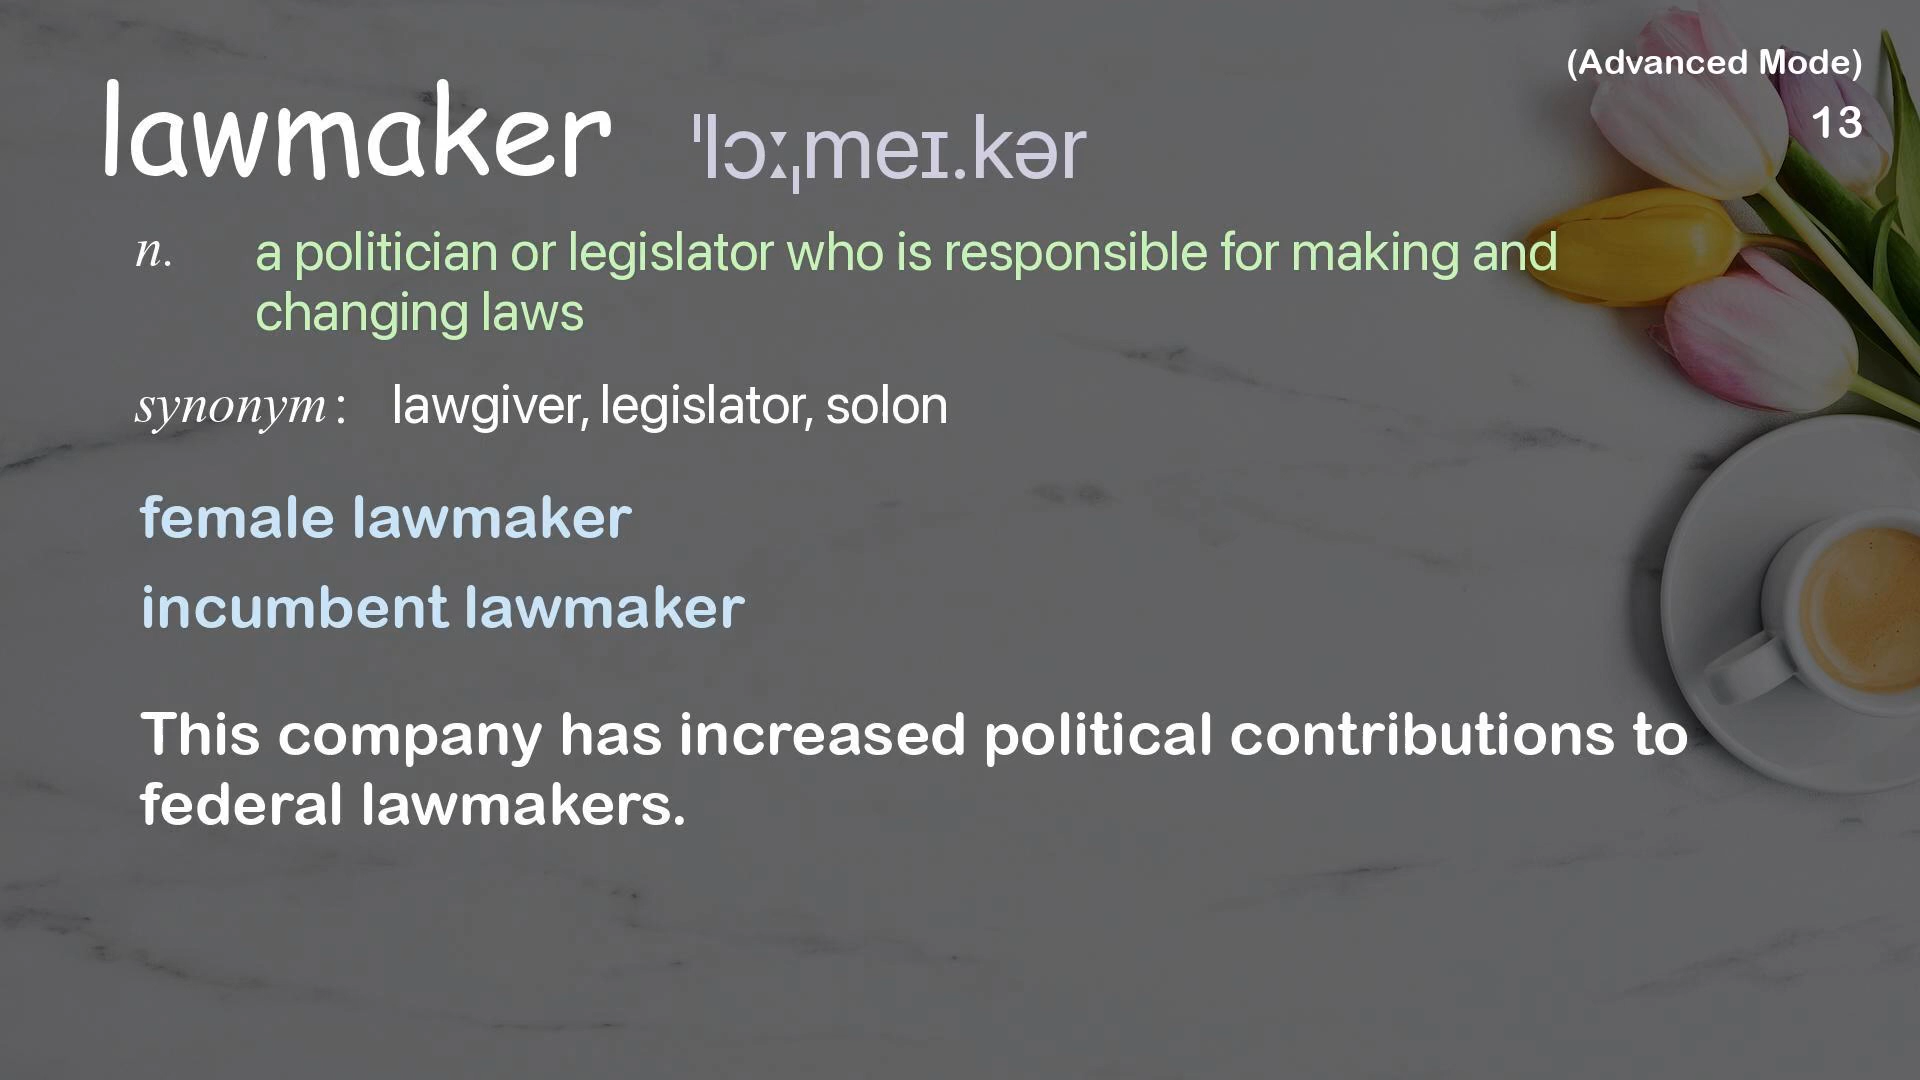 (Advanced Mode)
lawmaker ˈlɔːˌmeɪ.kər
13
n. a politician or legislator who is responsible for making and
changing laws
synonym: lawgiver, legislator, solon
female lawmaker
incumbent lawmaker
This company has increased political contributions to
federal lawmakers.